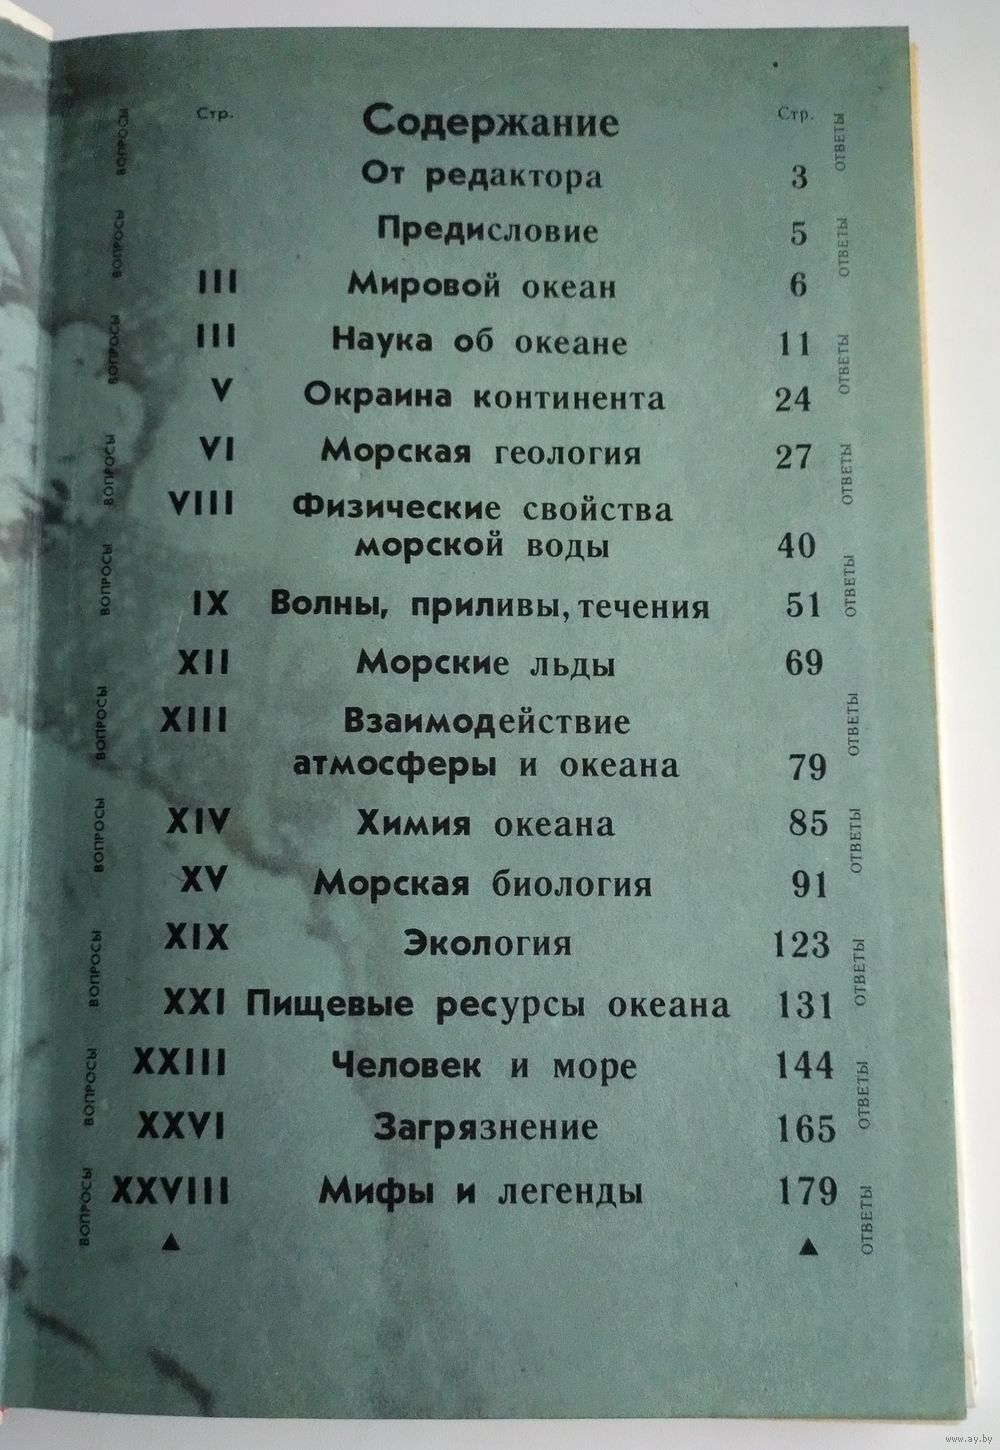 Стр. Содержание Стр.
От редактора 3
Предисловие 5
III Мировой океан 6
III Наука об океане 11
V Окраина континента 24
VI Морская геология 27
VIII Физические свойства
морской воды 40
IX Волны, приливы, течения 51
XII Морские льды 69
XIII Взаимодействие
атмосферы и океана 79
XIV Химия океана 85
XV Морская биология 91
XIX Экология 123
XXI Пищевые ресурсы океана 131
XXIII Человек и море 144
XXVI Загрязнение 165
XXVIII Мифы и легенды 179
▲ ▲
ВОПРОСЫ
ВОПРОСЫ
ВОПРОСЫ
ВОПРОСЫ
ВОПРОСЫ
ВОПРОСЫ
ВОПРОСЫ
ВОПРОСЫ
ВОПРОСЫ
ВОПРОСЫ
ОТВЕТЫ
ОТВЕТЫ
ОТВЕТЫ
ОТВЕТЫ
ОТВЕТЫ
ОТВЕТЫ
ОТВЕТЫ
ОТВЕТЫ
ОТВЕТЫ
ОТВЕТЫ
www.ay.by